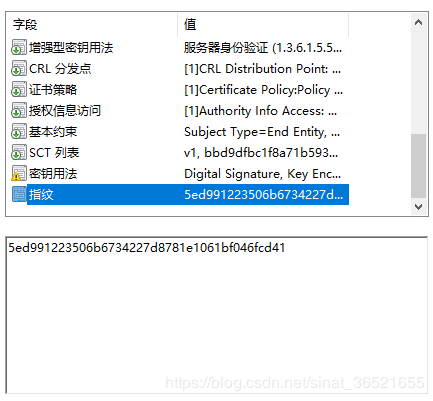 字段 值
增强型密钥用法 服务器身份验证 (1.3.6.1.5.5...
CRL 分发点 [1]CRL Distribution Point: ...
证书策略 [1]Certificate Policy:Policy ...
授权信息访问 [1]Authority Info Access: ...
基本约束 Subject Type=End Entity, ...
SCT 列表 v1, bbd9dfbc1f8a71b593...
密钥用法 Digital Signature, Key Enc...
指纹 5ed991223506b6734227d...
5ed991223506b6734227d8781e1061bf046fcd41
https://blog.csdn.net/sinat_36521655